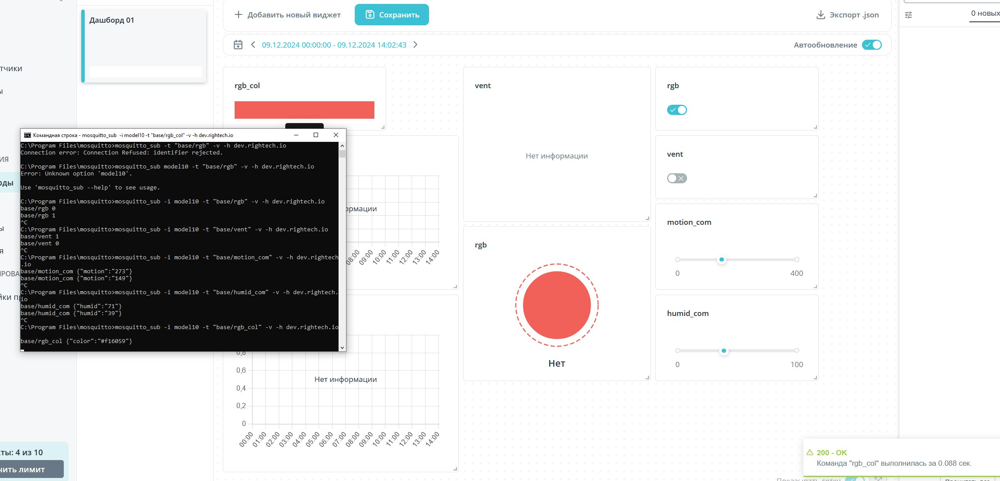 Дашборд 01
тчики
ы
ия
рды
ы
я
йки п
кты: 4 из 10
чить лимит
Добавить новый виджет
Сохранить
Экспорт .json
09.12.2024 00:00:00 - 09.12.2024 14:02:43
Автообновление
0 новых
rgb_col
Командная строка - mosquitto_sub -i model10 -t "base/rgb_col" -v -h dev.rightech.io
C:\Program Files\mosquitto>mosquitto_sub -t "base/rgb" -v -h dev.rightech.io
Connection error: Connection Refused: identifier rejected.
C:\Program Files\mosquitto>mosquitto_sub model10 -t "base/rgb" -v -h dev.rightech.io
Error: Unknown option 'model10'.
Use 'mosquitto_sub --help' to see usage.
C:\Program Files\mosquitto>mosquitto_sub -i model10 -t "base/rgb" -v -h dev.rightech.io
base/rgb 0
base/rgb 1
^C
C:\Program Files\mosquitto>mosquitto_sub -i model10 -t "base/vent" -v -h dev.rightech.io
base/vent 1
base/vent 0
^C
C:\Program Files\mosquitto>mosquitto_sub -i model10 -t "base/motion_com" -v -h dev.rightech
.io
base/motion_com {"motion":"273"}
base/motion_com {"motion":"149"}
^C
C:\Program Files\mosquitto>mosquitto_sub -i model10 -t "base/humid_com" -v -h dev.rightech.
io
base/humid_com {"humid":"71"}
base/humid_com {"humid":"39"}
^C
C:\Program Files\mosquitto>mosquitto_sub -i model10 -t "base/rgb_col" -v -h dev.rightech.io
base/rgb_col {"color":"#f16059"}
ормации
08:00 09:00 10:00 11:00 12:00 13:00 14:00
0,8
0,6
Нет информации
0,4
0,2
0
00:00 01:00 02:00 03:00 04:00 05:00 06:00 07:00 08:00 09:00 10:00 11:00 12:00 13:00 14:00
vent
Нет информации
rgb
Нет
rgb
vent
motion_com
0 400
humid_com
0 100
200 - OK
Команда "rgb_col" выполнилась за 0.088 сек.
Показывать сетку